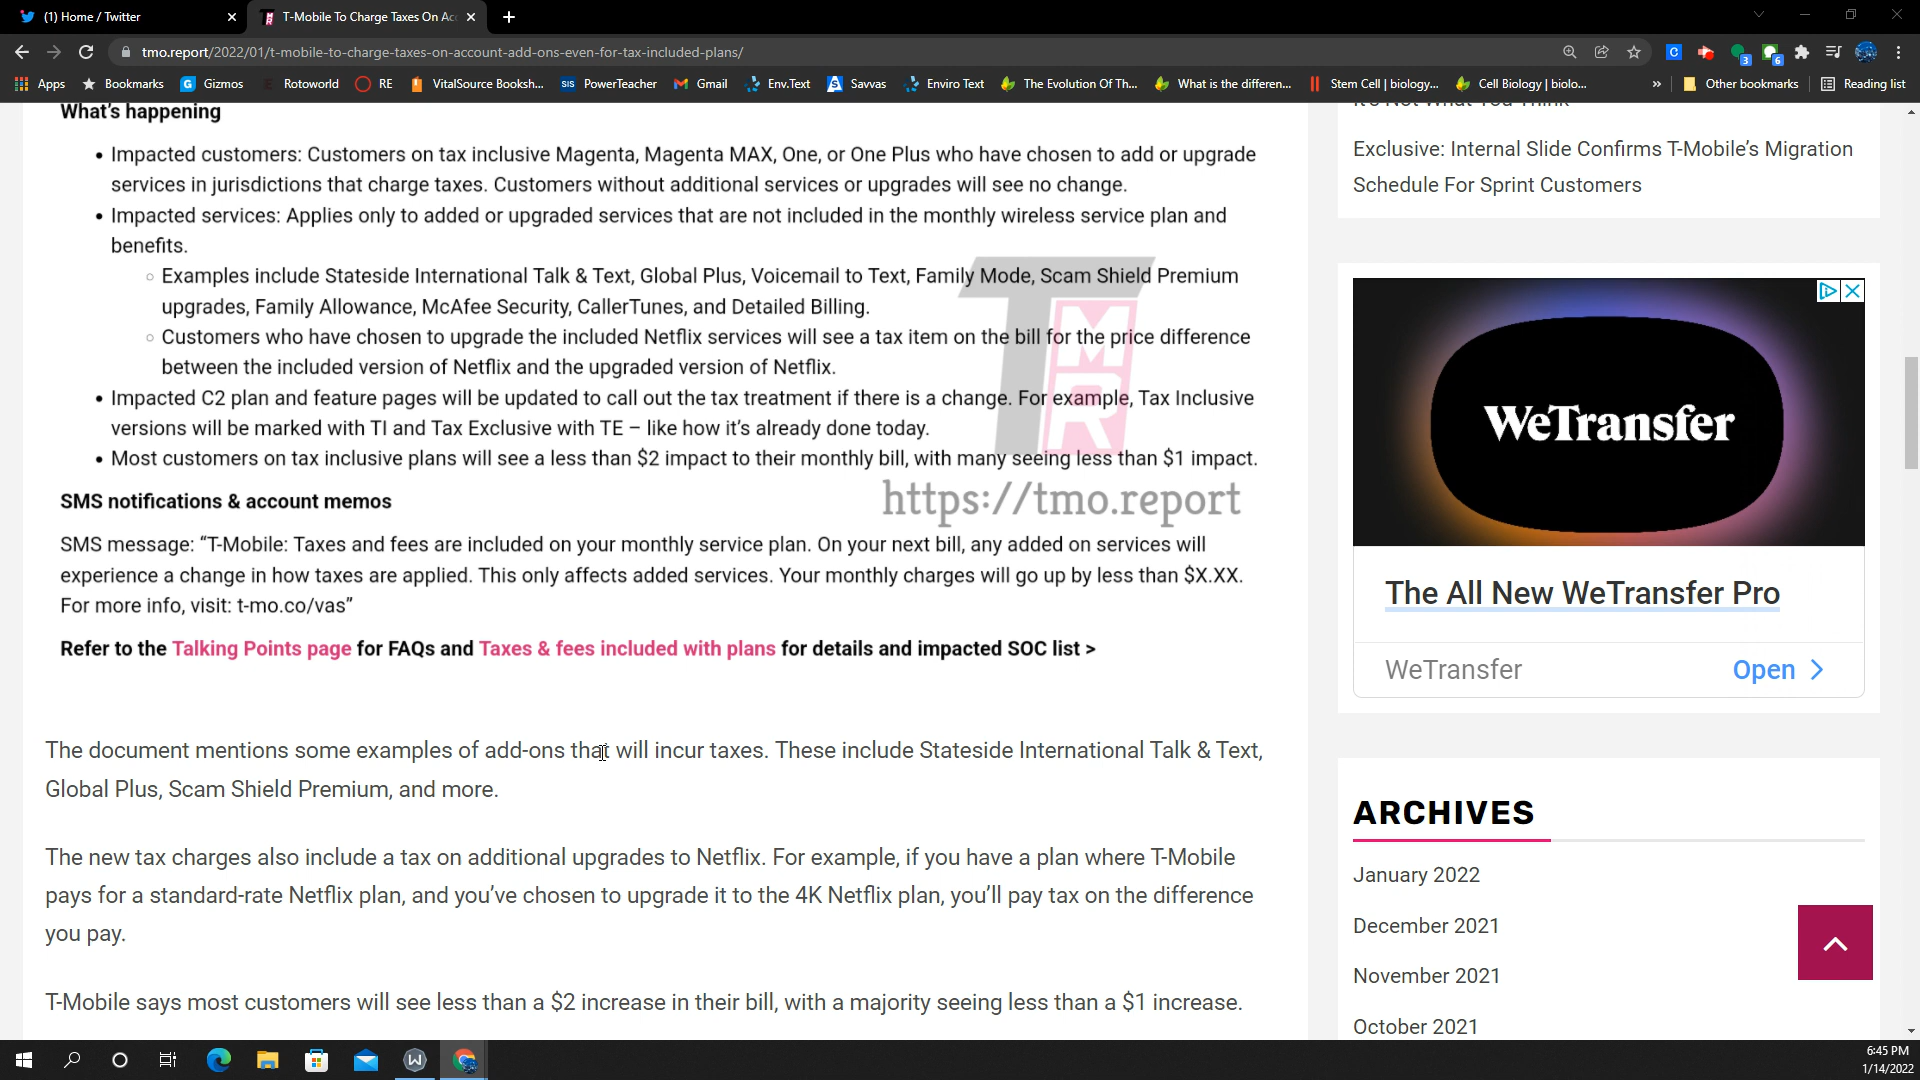 (1) Home / Twitter
T-Mobile To Charge Taxes On Acc
tmo.report/2022/01/t-mobile-to-charge-taxes-on-account-add-ons-even-for-tax-included-plans/
Apps
Bookmarks
Gizmos
Rotoworld
RE
VitalSource Booksh...
SIS PowerTeacher
Gmail
Env.Text
Savvas
Enviro Text
The Evolution Of Th...
What is the differen...
Stem Cell | biology...
Cell Biology | biolo...
»
Other bookmarks
Reading list
What's happening
• Impacted customers: Customers on tax inclusive Magenta, Magenta MAX, One, or One Plus who have chosen to add or upgrade
services in jurisdictions that charge taxes. Customers without additional services or upgrades will see no change.
• Impacted services: Applies only to added or upgraded services that are not included in the monthly wireless service plan and
benefits.
○ Examples include Stateside International Talk & Text, Global Plus, Voicemail to Text, Family Mode, Scam Shield Premium
upgrades, Family Allowance, McAfee Security, CallerTunes, and Detailed Billing.
○ Customers who have chosen to upgrade the included Netflix services will see a tax item on the bill for the price difference
between the included version of Netflix and the upgraded version of Netflix.
• Impacted C2 plan and feature pages will be updated to call out the tax treatment if there is a change. For example, Tax Inclusive
versions will be marked with TI and Tax Exclusive with TE – like how it's already done today.
• Most customers on tax inclusive plans will see a less than $2 impact to their monthly bill, with many seeing less than $1 impact.
TMR
https://tmo.report
SMS notifications & account memos
SMS message: “T-Mobile: Taxes and fees are included on your monthly service plan. On your next bill, any added on services will
experience a change in how taxes are applied. This only affects added services. Your monthly charges will go up by less than $X.XX.
For more info, visit: t-mo.co/vas”
Refer to the Talking Points page for FAQs and Taxes & fees included with plans for details and impacted SOC list >
The document mentions some examples of add-ons that will incur taxes. These include Stateside International Talk & Text,
Global Plus, Scam Shield Premium, and more.
The new tax charges also include a tax on additional upgrades to Netflix. For example, if you have a plan where T-Mobile
pays for a standard-rate Netflix plan, and you've chosen to upgrade it to the 4K Netflix plan, you'll pay tax on the difference
you pay.
T-Mobile says most customers will see less than a $2 increase in their bill, with a majority seeing less than a $1 increase.
It's Not What You Think
Exclusive: Internal Slide Confirms T-Mobile's Migration
Schedule For Sprint Customers
WeTransfer
The All New WeTransfer Pro
WeTransfer
Open
ARCHIVES
January 2022
December 2021
November 2021
October 2021
6:45 PM
1/14/2022